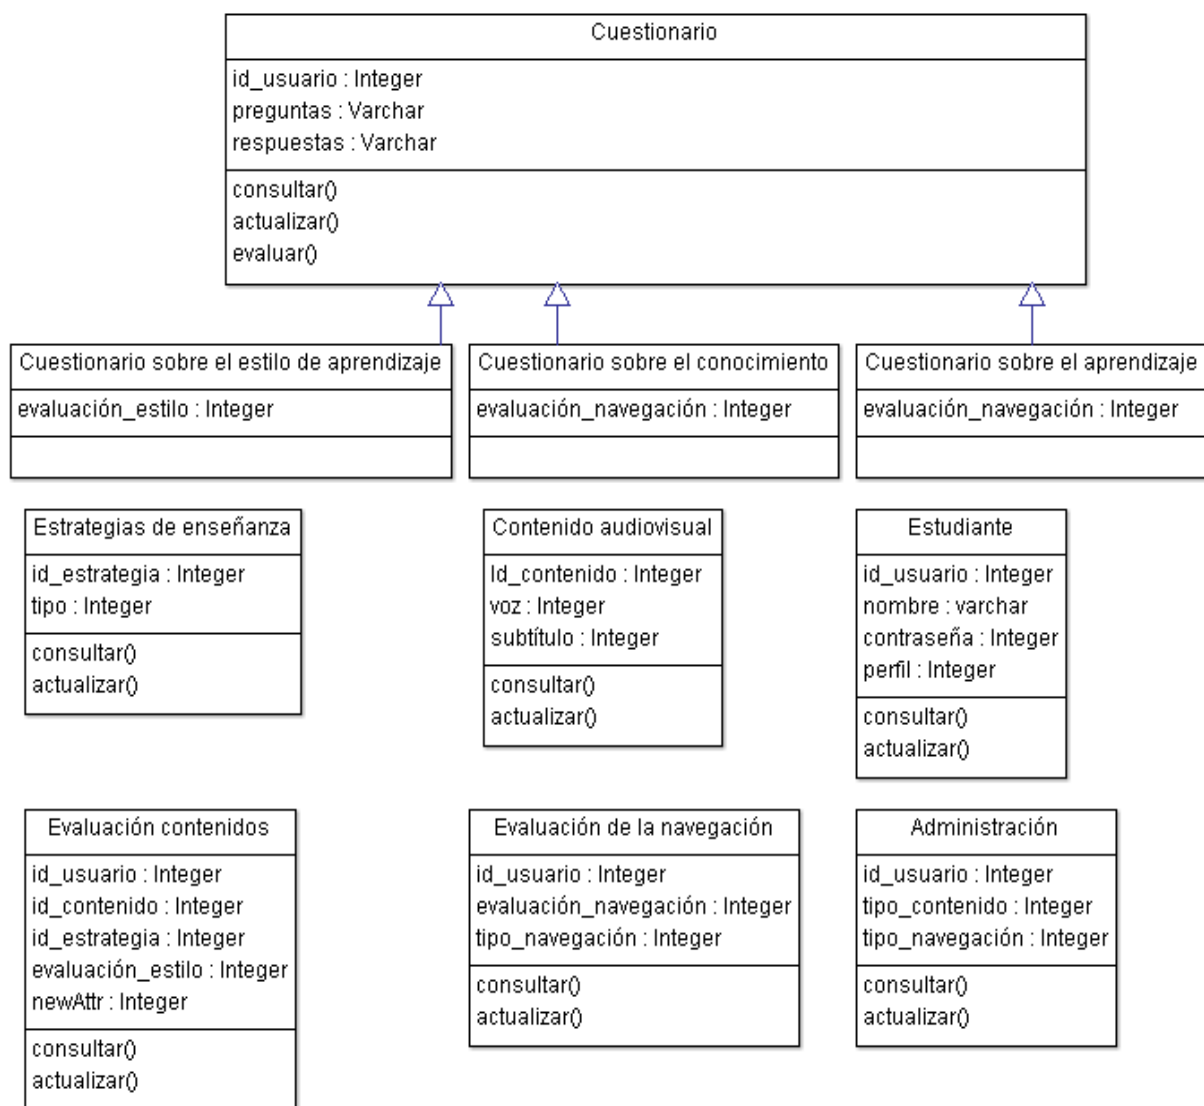 Cuestionario
id_usuario : Integer
preguntas : Varchar
respuestas : Varchar
consultar()
actualizar()
evaluar()
Cuestionario sobre el estilo de aprendizaje
evaluación_estilo : Integer
Cuestionario sobre el conocimiento
evaluación_navegación : Integer
Cuestionario sobre el aprendizaje
evaluación_navegación : Integer
Estrategias de enseñanza
id_estrategia : Integer
tipo : Integer
consultar()
actualizar()
Contenido audiovisual
Id_contenido : Integer
voz : Integer
subtítulo : Integer
consultar()
actualizar()
Estudiante
id_usuario : Integer
nombre : varchar
contraseña : Integer
perfil : Integer
consultar()
actualizar()
Evaluación contenidos
id_usuario : Integer
id_contenido : Integer
id_estrategia : Integer
evaluación_estilo : Integer
newAttr : Integer
consultar()
actualizar()
Evaluación de la navegación
id_usuario : Integer
evaluación_navegación : Integer
tipo_navegación : Integer
consultar()
actualizar()
Administración
id_usuario : Integer
tipo_contenido : Integer
tipo_navegación : Integer
consultar()
actualizar()